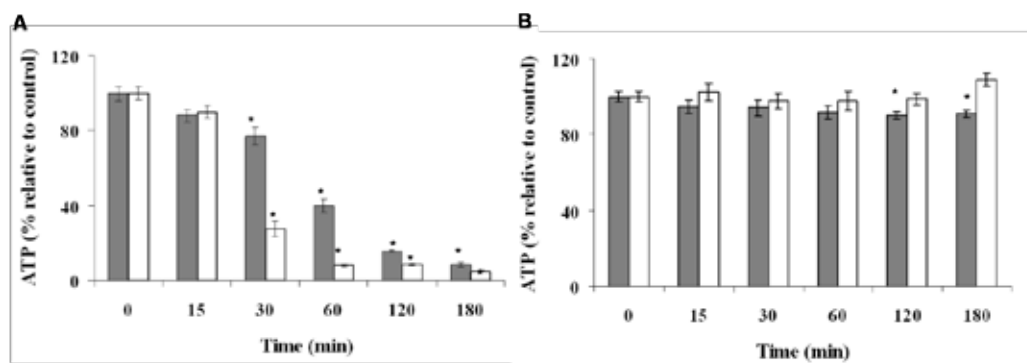 A
ATP (% relative to control)
120
80
40
0
* * * * * * * *
0 15 30 60 120 180
Time (min)
B
ATP (% relative to control)
120
80
40
0
* *
0 15 30 60 120 180
Time (min)